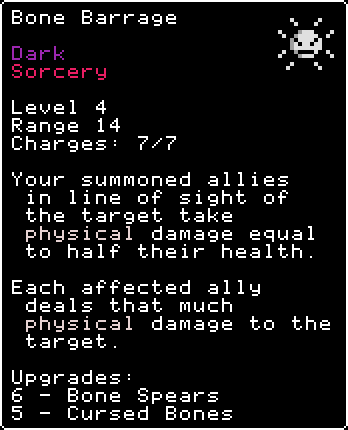 Bone Barrage
Dark
Sorcery
Level 4
Range 14
Charges: 7/7
Your summoned allies
in line of sight of
the target take
physical damage equal
to half their health.
Each affected ally
deals that much
physical damage to the
target.
Upgrades:
6 - Bone Spears
5 - Cursed Bones